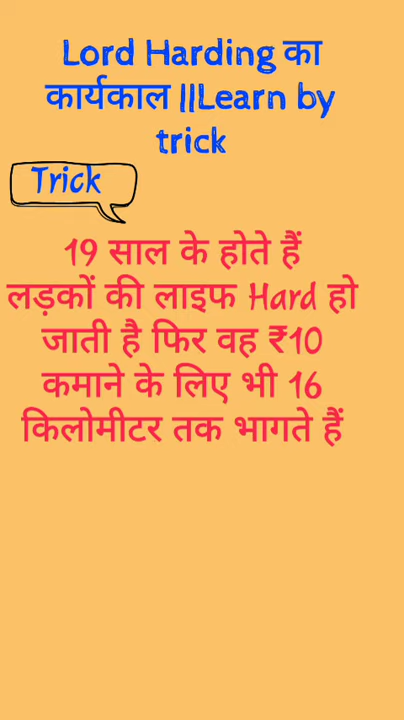 Lord Harding का
कार्यकाल ||Learn by
trick
Trick
19 साल के होते हैं
लड़कों की लाइफ Hard हो
जाती है फिर वह ₹10
कमाने के लिए भी 16
किलोमीटर तक भागते हैं